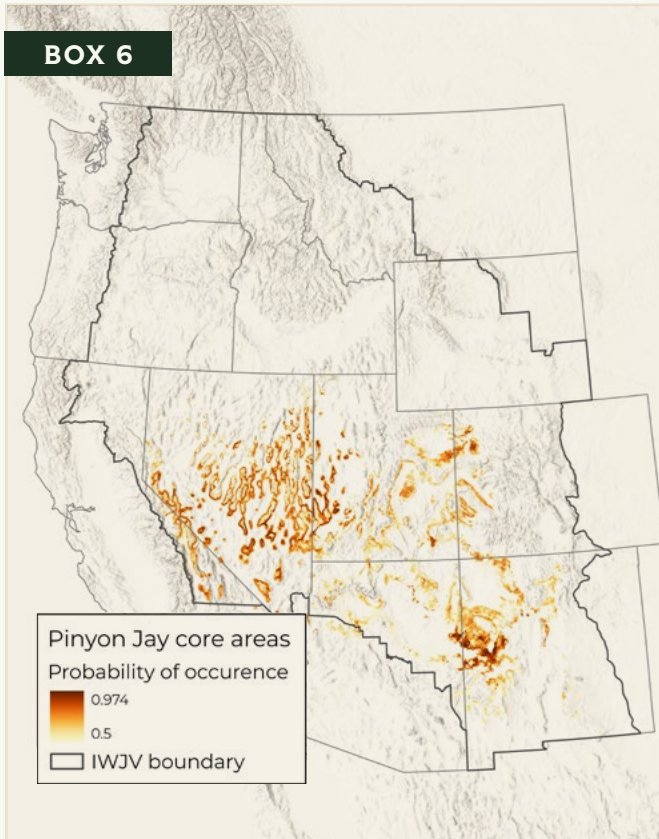 BOX 6
Pinyon Jay core areas
Probability of occurence
0.974
0.5
IWJV boundary